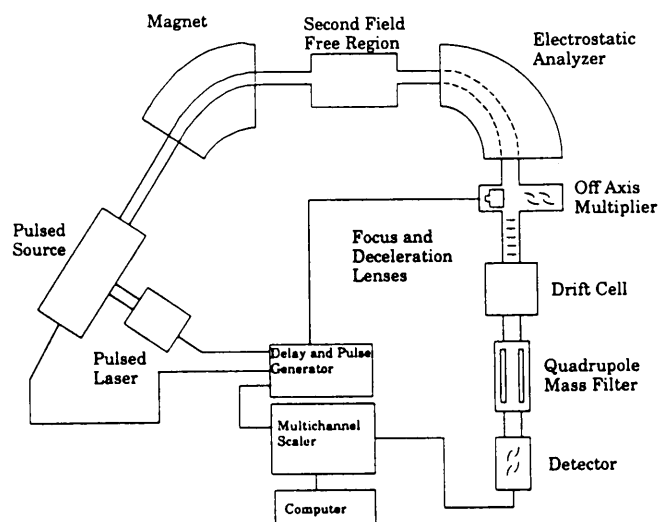 Magnet
Second Field
Free Region
Electrostatic
Analyzer
Off Axis
Multiplier
Pulsed
Source
Focus and
Deceleration
Lenses
Drift Cell
Pulsed
Laser
Delay and Pulse
Generator
Quadrupole
Mass Filter
Multichannel
Scaler
Detector
Computer